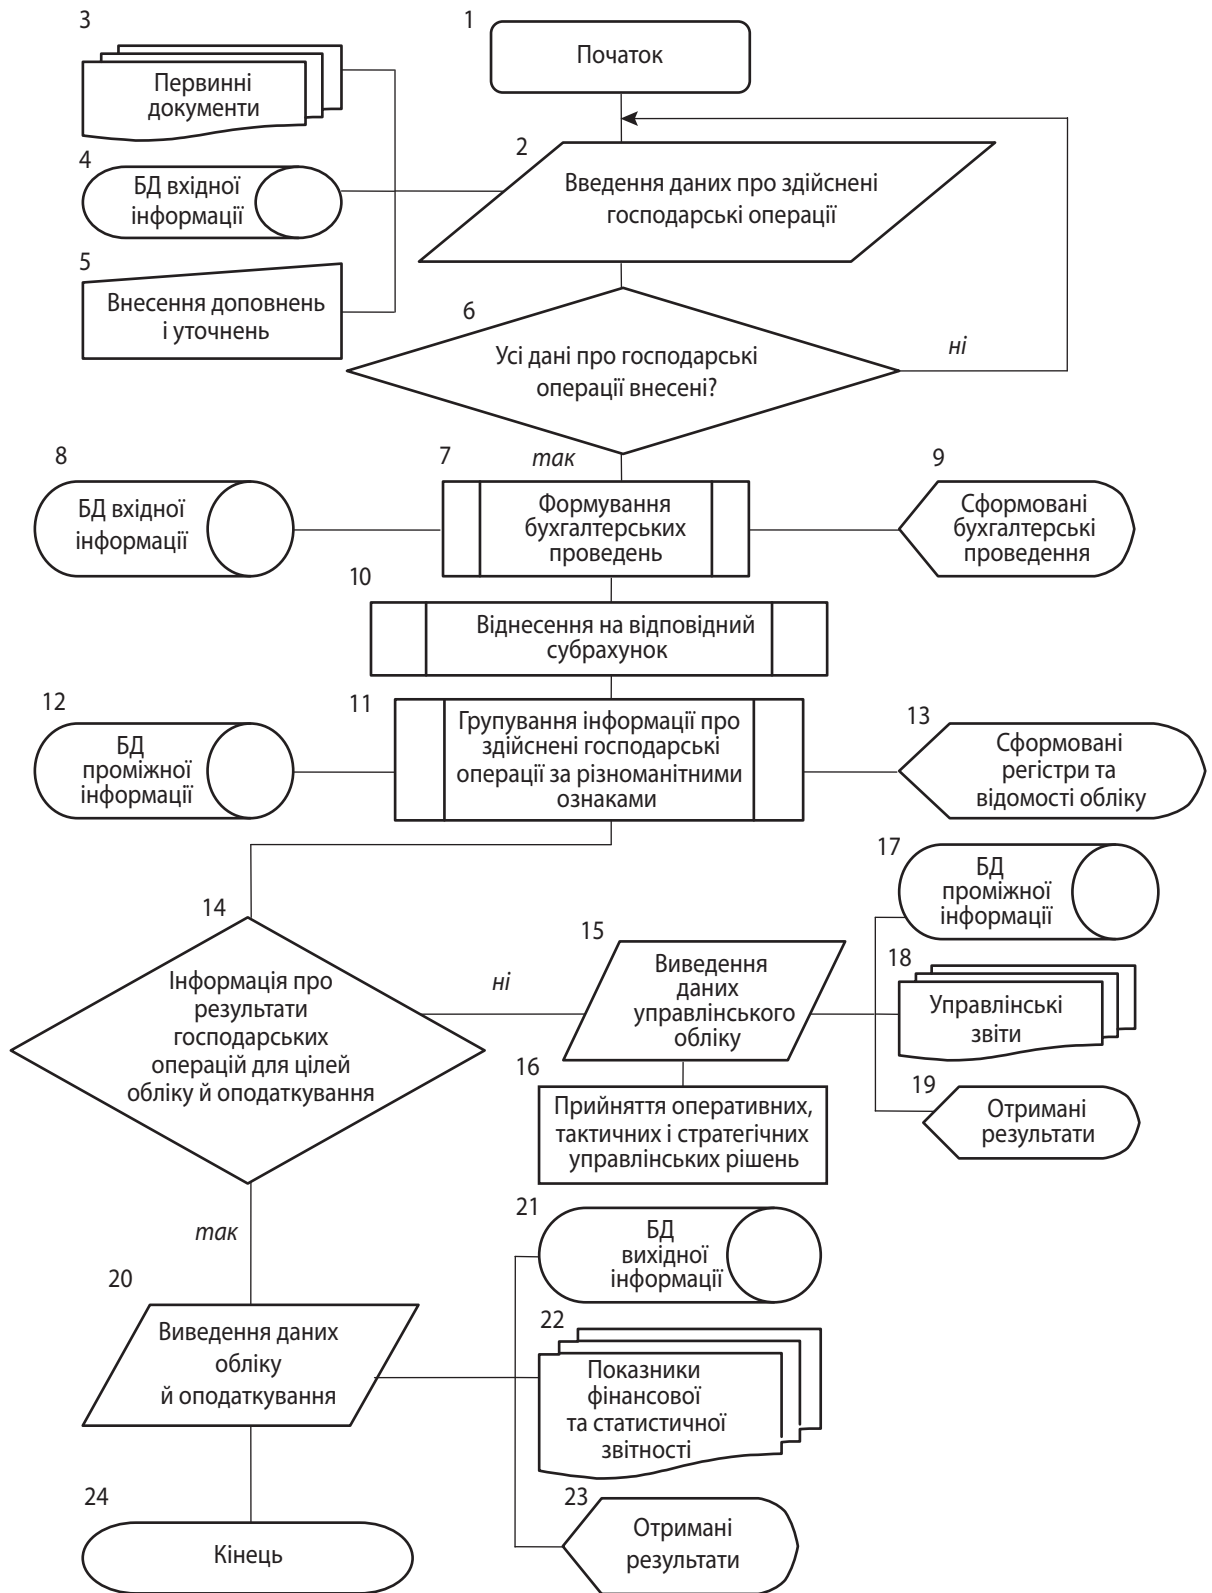 1
Початок
3
Первинні
документи
2
Введення даних про здійснені
господарські операції
4
БД вхідної
інформації
5
Внесення доповнень
і уточнень
6
Усі дані про господарські
операції внесені?
ні
так
8
БД вхідної
інформації
7
Формування
бухгалтерських
проведень
9
Сформовані
бухгалтерські
проведення
10
Віднесення на відповідний
субрахунок
12
БД
проміжної
інформації
11
Групування інформації про
здійснені господарські
операції за різноманітними
ознаками
13
Сформовані
регістри та
відомості обліку
14
Інформація про
результати
господарських
операцій для цілей
обліку й оподаткування
ні
15
Виведення
даних
управлінського
обліку
17
БД
проміжної
інформації
18
Управлінські
звіти
16
Прийняття оперативних,
тактичних і стратегічних
управлінських рішень
19
Отримані
результати
так
20
Виведення даних
обліку
й оподаткування
21
БД
вихідної
інформації
22
Показники
фінансової
та статистичної
звітності
23
Отримані
результати
24
Кінець